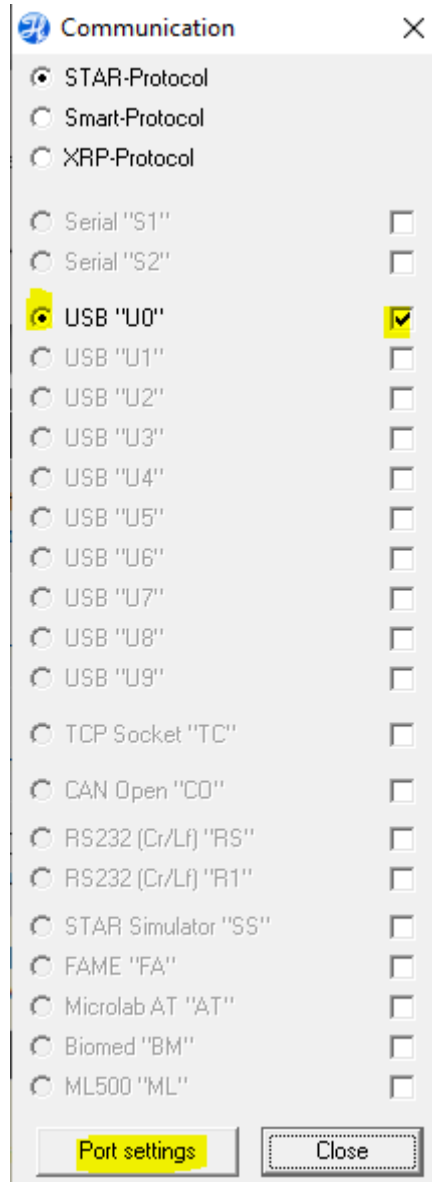 Communication
STAR-Protocol
Smart-Protocol
XRP-Protocol
Serial "S1"
Serial "S2"
USB "U0"
USB "U1"
USB "U2"
USB "U3"
USB "U4"
USB "U5"
USB "U6"
USB "U7"
USB "U8"
USB "U9"
TCP Socket "TC"
CAN Open "CO"
RS232 (Cr/Lf) "RS"
RS232 (Cr/Lf) "R1"
STAR Simulator "SS"
FAME "FA"
Microlab AT "AT"
Biomed "BM"
ML500 "ML"
Port settings Close